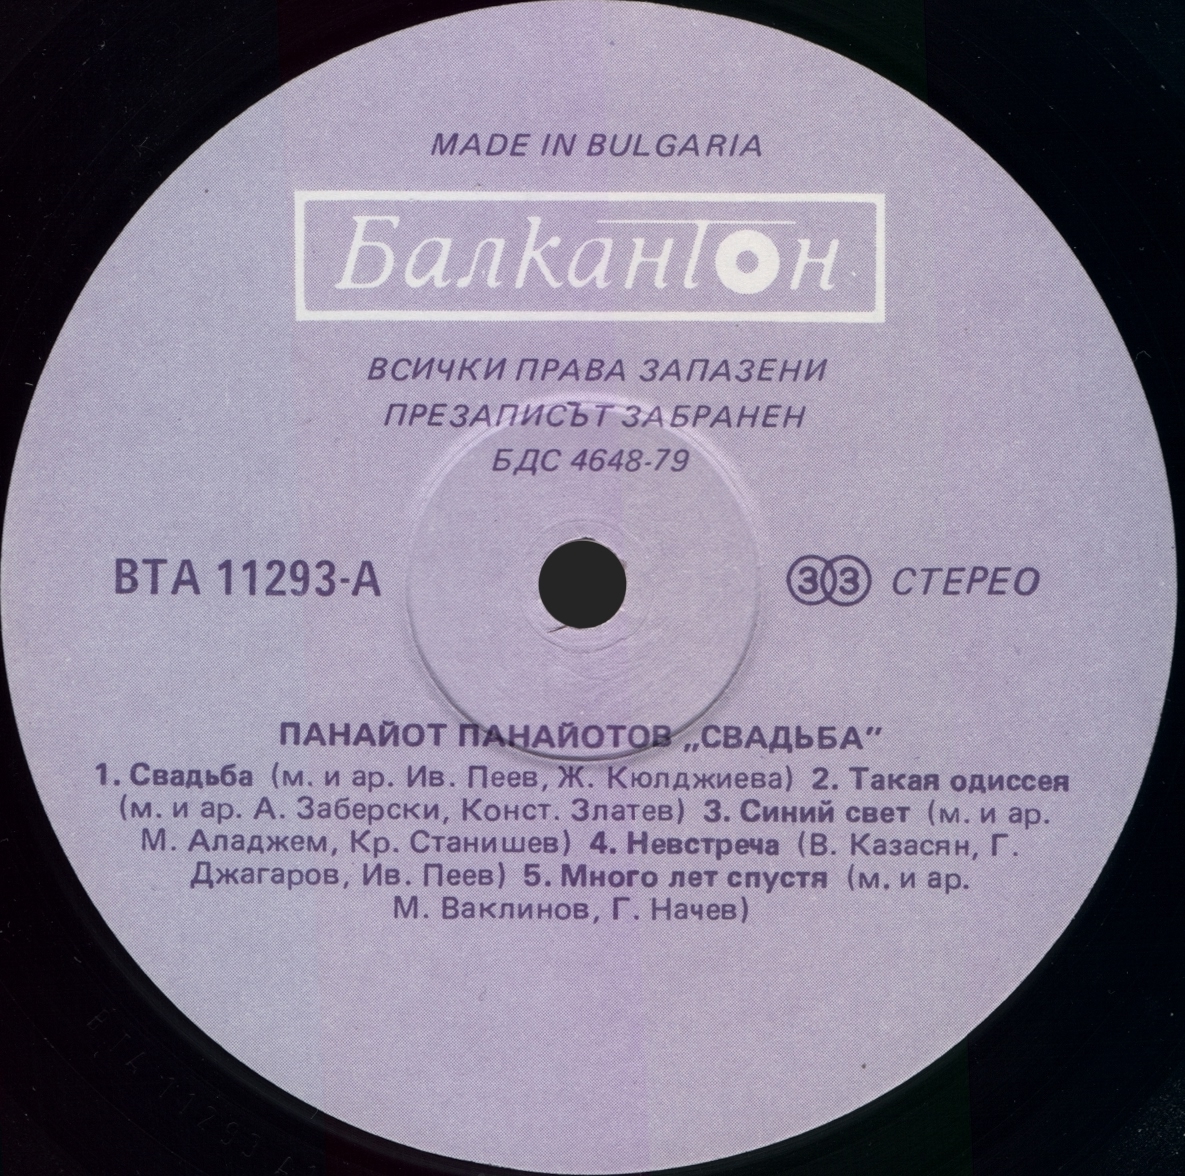 MADE IN BULGARIA
Балкантон
ВСИЧКИ ПРАВА ЗАПАЗЕНИ
ПРЕЗАПИСЪТ ЗАБРАНЕН
БДС 4648-79
ВТА 11293-А
33 СТЕРЕО
ПАНАЙОТ ПАНАЙОТОВ „СВАДЬБА”
1. Свадьба (м. и ар. Ив. Пеев, Ж. Кюлджиева) 2. Такая одиссея
(м. и ар. А. Заберски, Конст. Златев) 3. Синий свет (м. и ар.
М. Аладжем, Кр. Станишев) 4. Невстреча (В. Казасян, Г.
Джагаров, Ив. Пеев) 5. Много лет спустя (м. и ар.
М. Ваклинов, Г. Начев)